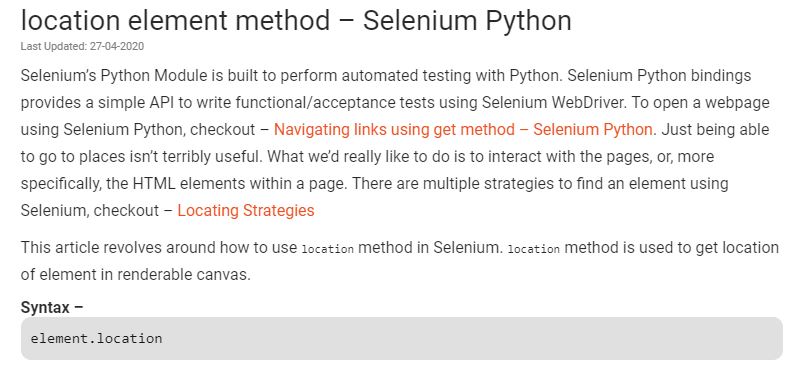 location element method – Selenium Python
Last Updated: 27-04-2020
Selenium’s Python Module is built to perform automated testing with Python. Selenium Python bindings
provides a simple API to write functional/acceptance tests using Selenium WebDriver. To open a webpage
using Selenium Python, checkout – Navigating links using get method – Selenium Python. Just being able
to go to places isn’t terribly useful. What we’d really like to do is to interact with the pages, or, more
specifically, the HTML elements within a page. There are multiple strategies to find an element using
Selenium, checkout – Locating Strategies
This article revolves around how to use location method in Selenium. location method is used to get location
of element in renderable canvas.
Syntax –
element.location